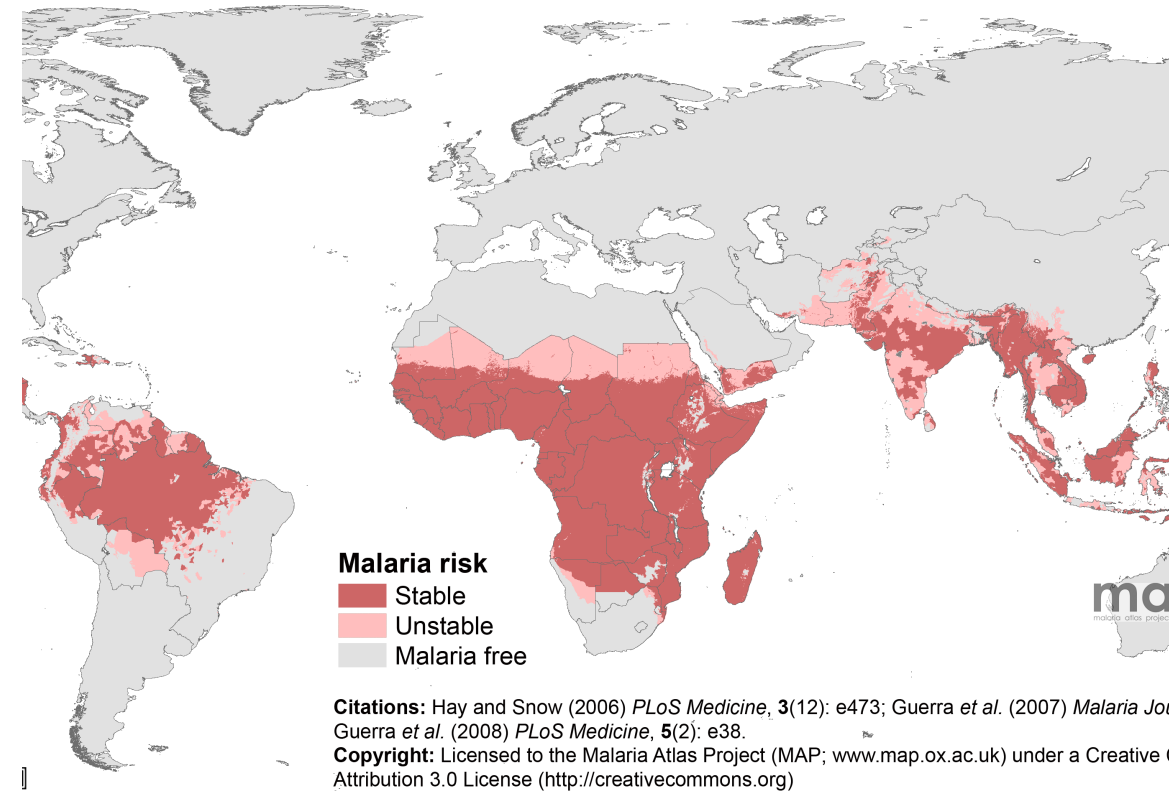 Malaria risk
Stable
Unstable
Malaria free
ma
malaria atlas projec
Citations: Hay and Snow (2006) PLoS Medicine, 3(12): e473; Guerra et al. (2007) Malaria Jou
Guerra et al. (2008) PLoS Medicine, 5(2): e38.
Copyright: Licensed to the Malaria Atlas Project (MAP; www.map.ox.ac.uk) under a Creative C
Attribution 3.0 License (http://creativecommons.org)